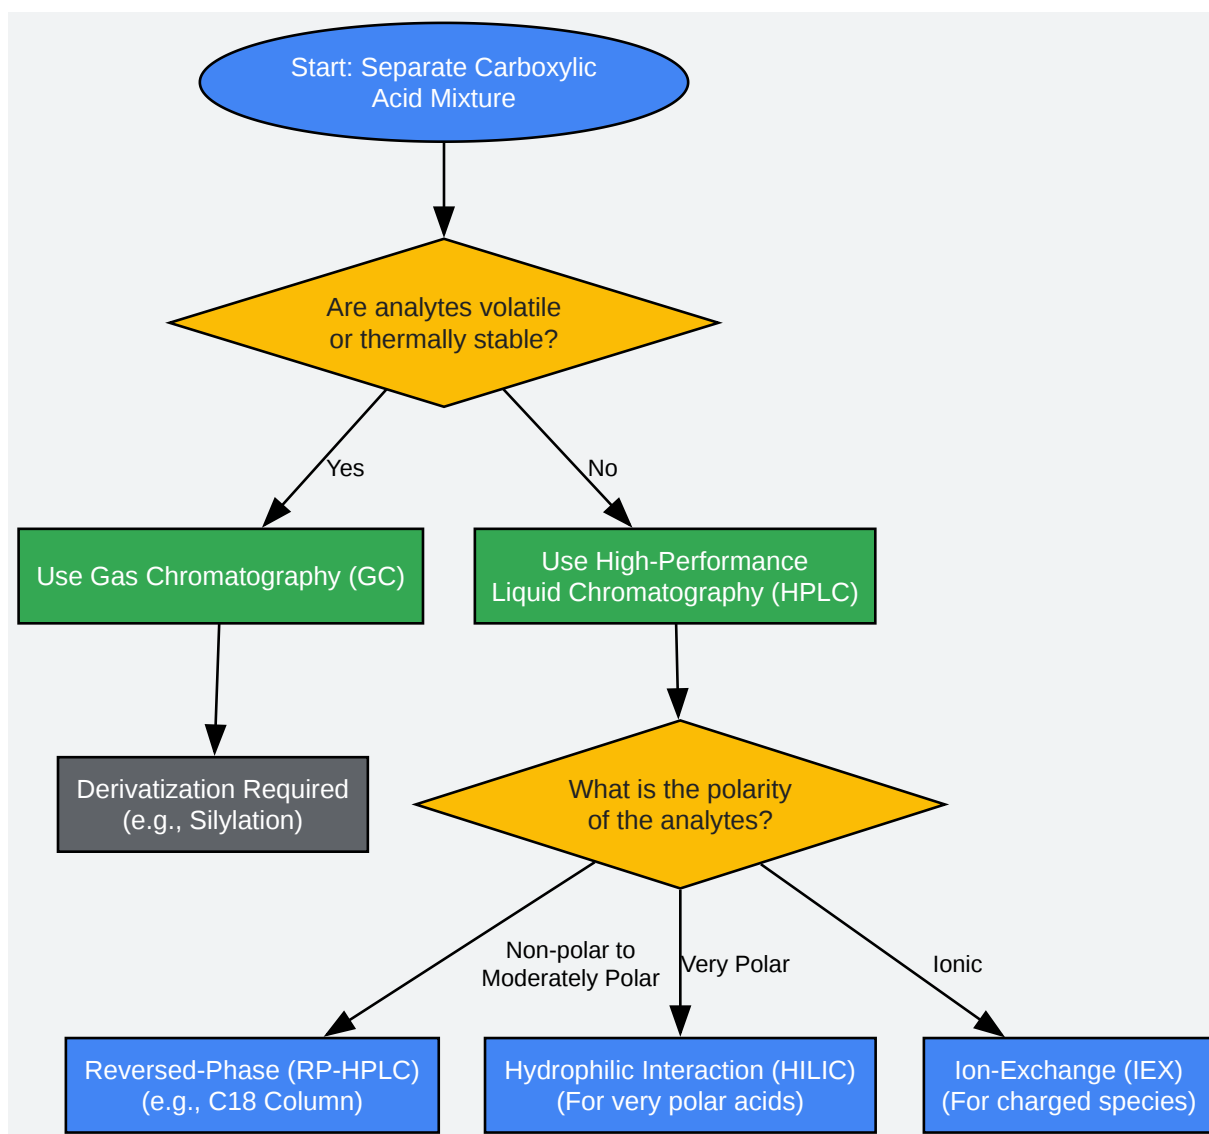 Start: Separate Carboxylic
Acid Mixture
Are analytes volatile
or thermally stable?
Yes
No
Use Gas Chromatography (GC)
Use High-Performance
Liquid Chromatography (HPLC)
Derivatization Required
(e.g., Silylation)
What is the polarity
of the analytes?
Non-polar to
Moderately Polar
Very Polar
Ionic
Reversed-Phase (RP-HPLC)
(e.g., C18 Column)
Hydrophilic Interaction (HILIC)
(For very polar acids)
Ion-Exchange (IEX)
(For charged species)